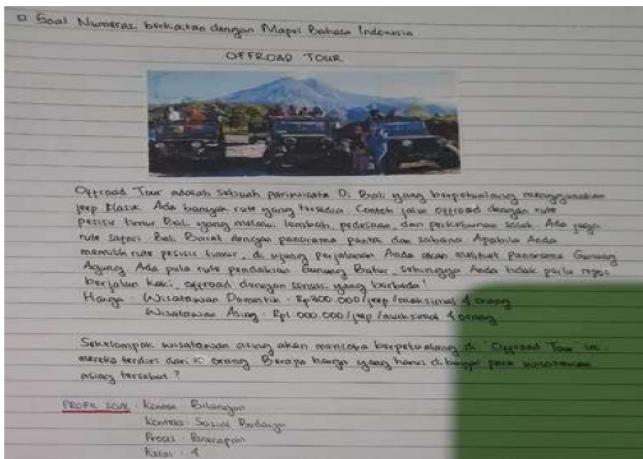 Soal Numerasi berkaitan dengan Mapel Bahasa Indonesia
OFFROAD TOUR
Offroad Tour adalah sebuah pariwisata Di Bali yang berpetualang menggunakan
jeep klasik. Ada banyak rute yang tersedia. Contoh jalur offroad dengan rute
pesisir timur Bali yang melalui lembah, pedesaan, dan perkebunan salak. Ada juga
rute safari Bali Barat dengan panorama pantai dan sabana. Apabila Anda
memilih rute pesisir timur, di ujung perjalanan Anda akan melihat panorama Gunung
Agung. Ada pula rute pendakian Gunung Batur, sehingga Anda tidak perlu repot
berjalan kaki, offroad dengan sensasi yang berbeda!
Harga : Wisatawan Domestik : Rp 800.000/jeep/maksimal 4 orang
Wisatawan Asing : Rp1.000.000/jeep/maksimal 4 orang.
Sekelompok wisatawan asing akan mencoba berpetualang di "Offroad Tour" ini.
mereka terdiri dari 10 orang. Berapa harga yang harus dibayar para wisatawan
asing tersebut ?
PROFIL SOAL : Konten : Bilangan
Konteks : Sosial Budaya
Proses : Penerapan
Kelas : 4